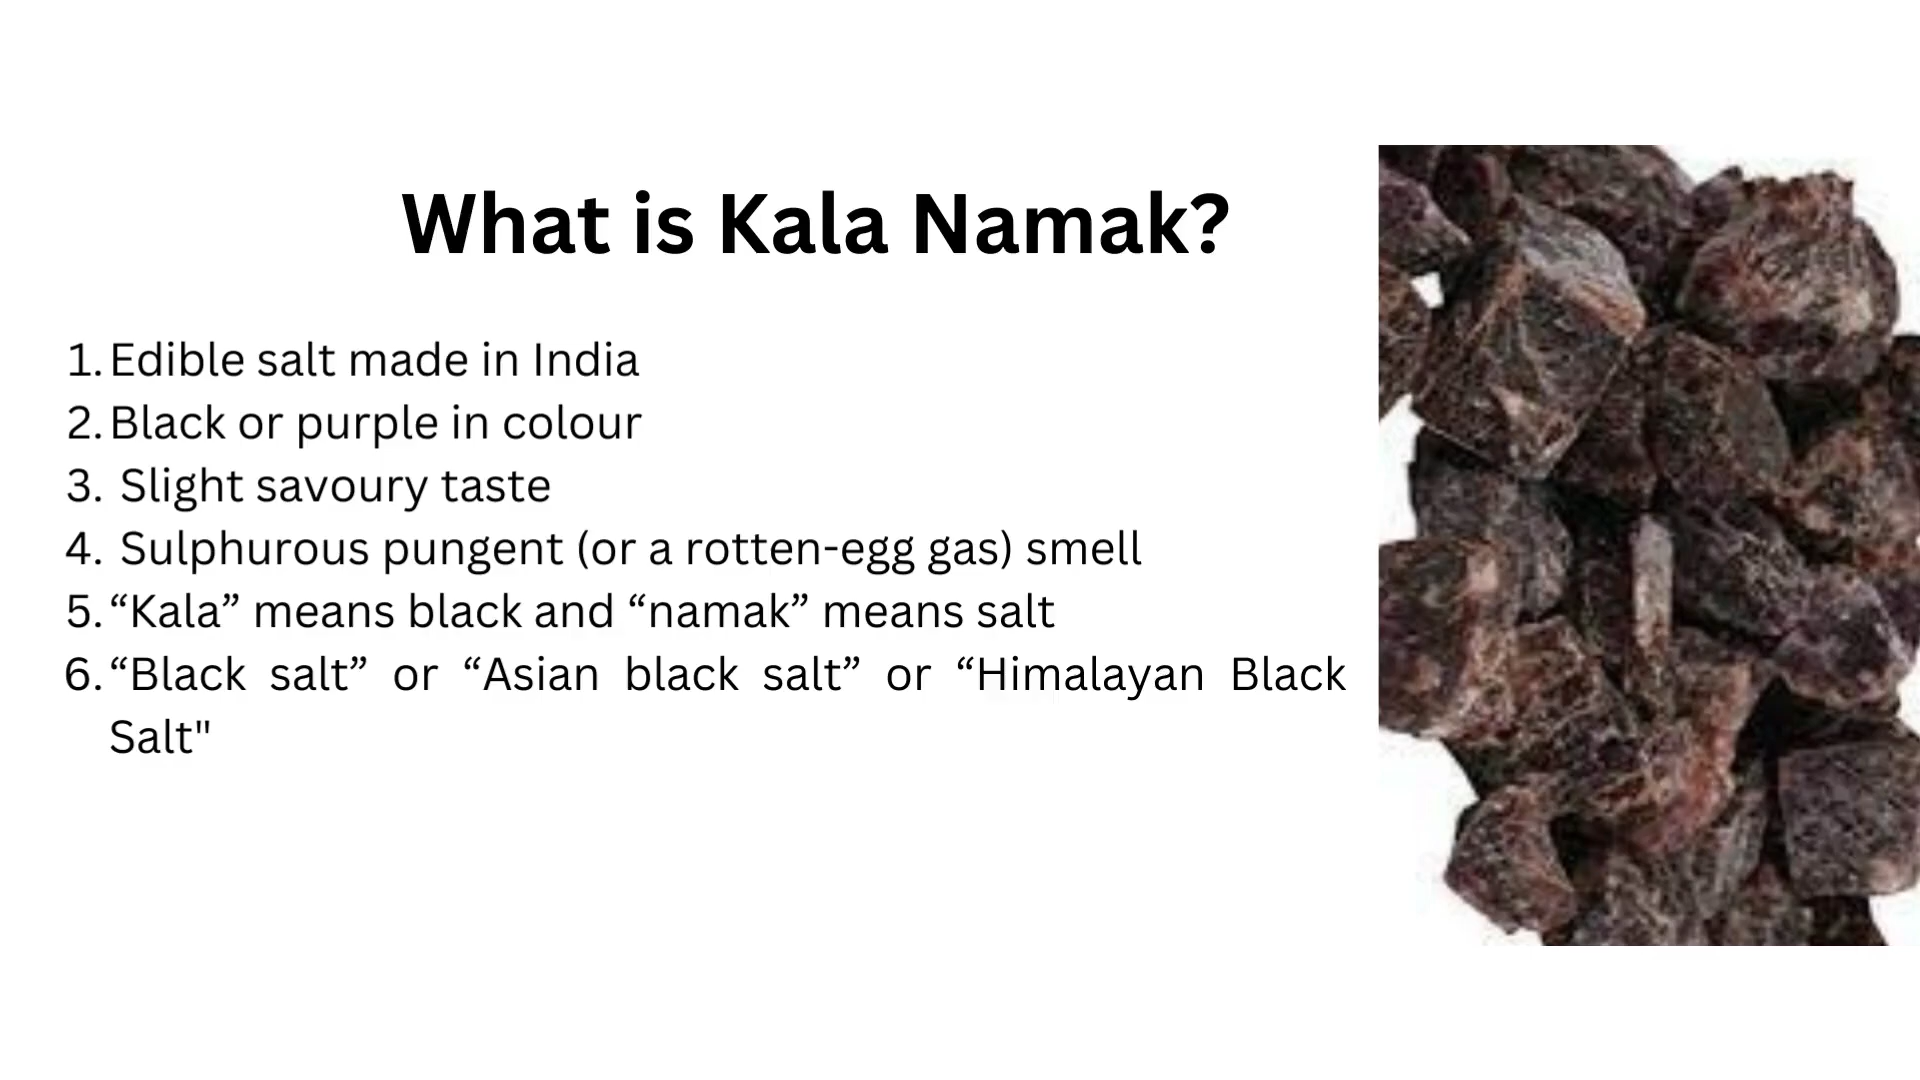 What is Kala Namak?
1. Edible salt made in India
2. Black or purple in colour
3. Slight savoury taste
4. Sulphurous pungent (or a rotten-egg gas) smell
5. “Kala” means black and “namak” means salt
6. “Black salt” or “Asian black salt” or “Himalayan Black
Salt"